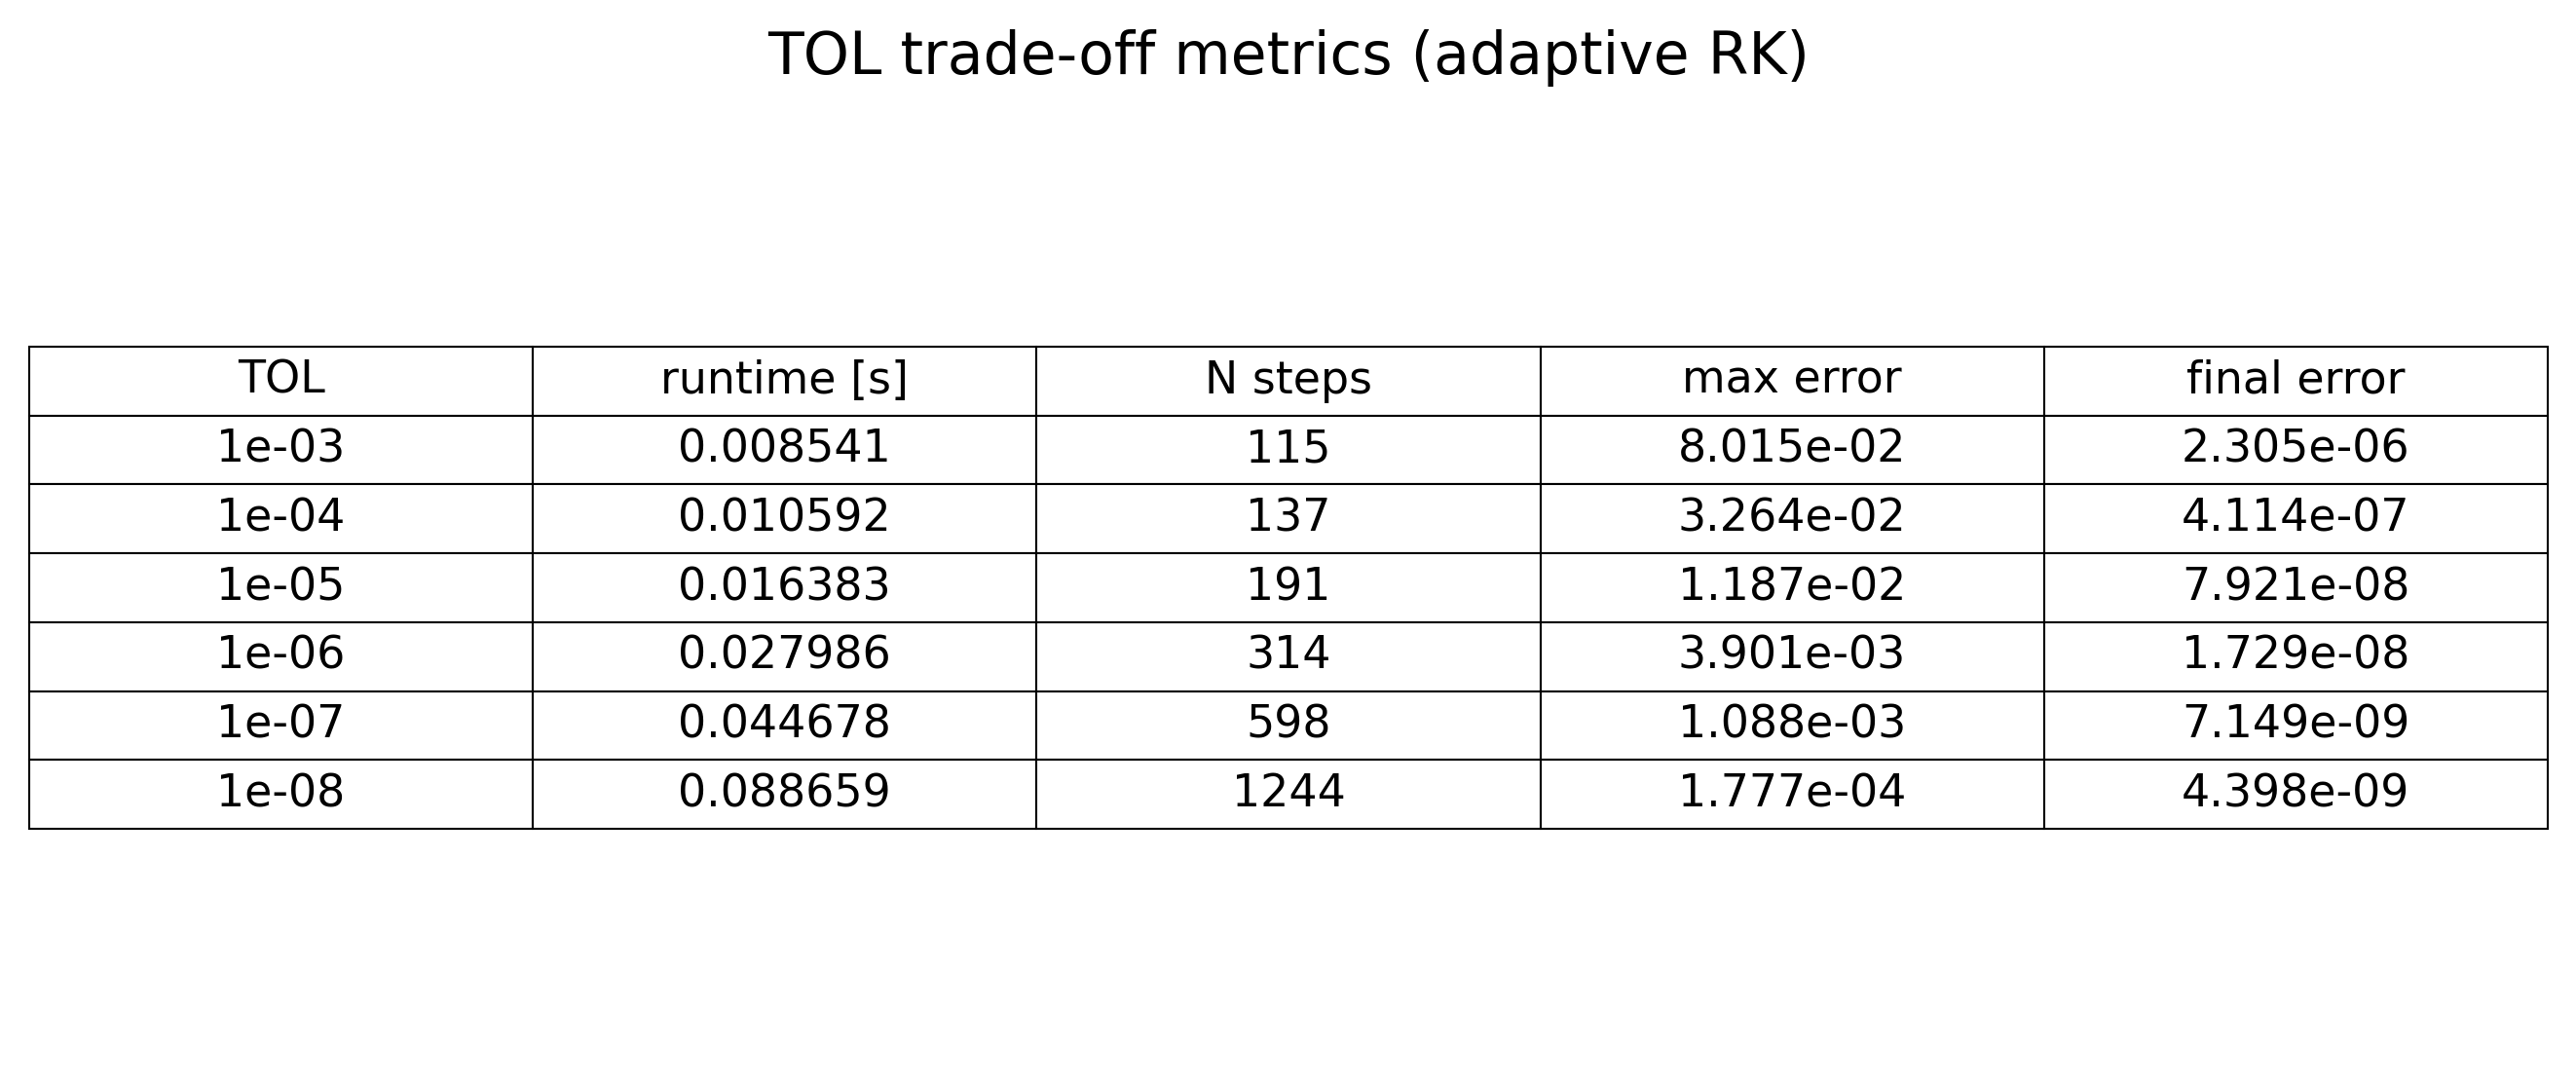 TOL trade-off metrics (adaptive RK)
TOL runtime [s] N steps max error final error
1e-03 0.008541 115 8.015e-02 2.305e-06
1e-04 0.010592 137 3.264e-02 4.114e-07
1e-05 0.016383 191 1.187e-02 7.921e-08
1e-06 0.027986 314 3.901e-03 1.729e-08
1e-07 0.044678 598 1.088e-03 7.149e-09
1e-08 0.088659 1244 1.777e-04 4.398e-09